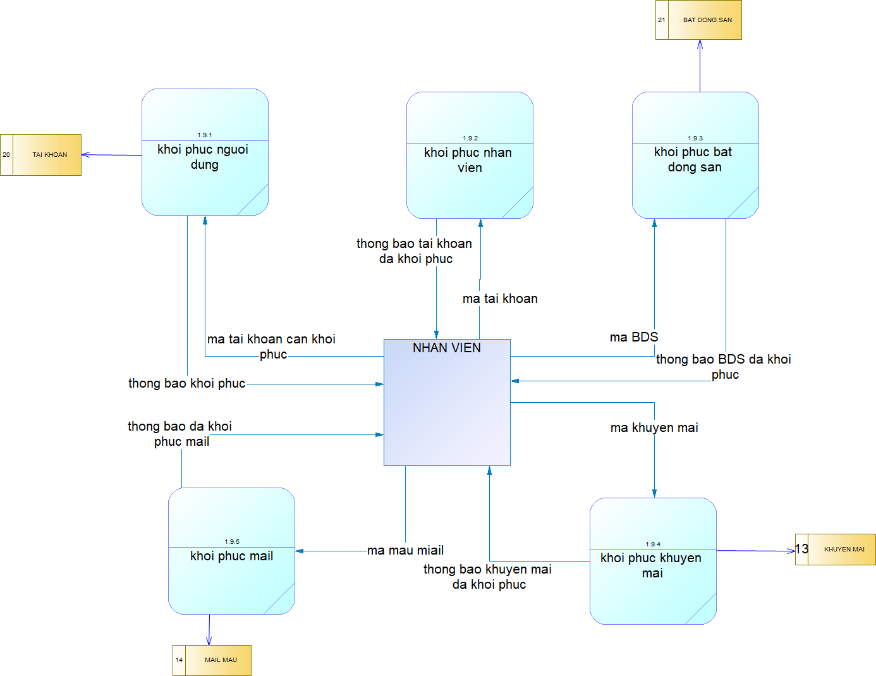 21 BAT DONG SAN
1.9.1
khoi phuc nguoi
dung
1.9.2
khoi phuc nhan
vien
1.9.3
khoi phuc bat
dong san
20 TAI KHOAN
thong bao tai khoan
da khoi phuc
ma tai khoan
ma tai khoan can khoi
phuc
NHAN VIEN
ma BDS
thong bao BDS da khoi
phuc
thong bao khoi phuc
thong bao da khoi
phuc mail
ma khuyen mai
1.9.5
khoi phuc mail
ma mau miail
thong bao khuyen mai
da khoi phuc
1.9.4
khoi phuc khuyen
mai
13 KHUYEN MAI
14 MAIL MAU